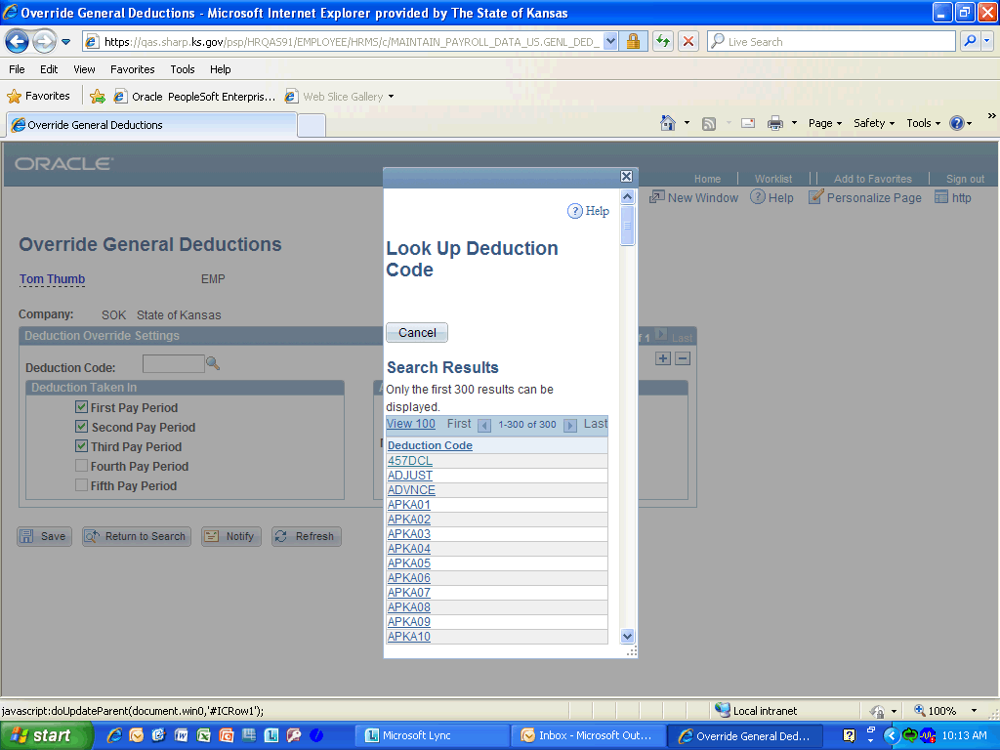 Override General Deductions - Microsoft Internet Explorer provided by The State of Kansas
https://qas.sharp.ks.gov/psp/HRQAS91/EMPLOYEE/HRMS/c/MAINTAIN_PAYROLL_DATA_US.GENL_DED_
Live Search
File Edit View Favorites Tools Help
Favorites Oracle PeopleSoft Enterpris... Web Slice Gallery
Override General Deductions
Page Safety Tools »
ORACLE
Home Worklist Add to Favorites Sign out
New Window Help Personalize Page http
Override General Deductions
Tom Thumb EMP
Company: SOK State of Kansas
Deduction Override Settings
f 1 Last
Deduction Code:
Deduction Taken In
First Pay Period
Second Pay Period
Third Pay Period
Fourth Pay Period
Fifth Pay Period
Save Return to Search Notify Refresh
Help
Look Up Deduction
Code
Cancel
Search Results
Only the first 300 results can be
displayed.
View 100 First 1-300 of 300 Last
Deduction Code
457DCL
ADJUST
ADVNCE
APKA01
APKA02
APKA03
APKA04
APKA05
APKA06
APKA07
APKA08
APKA09
APKA10
javascript:doUpdateParent(document.win0,'#ICRow1');
Local intranet 100%
start Microsoft Lync Inbox - Microsoft Out... Override General Ded... 10:13 AM